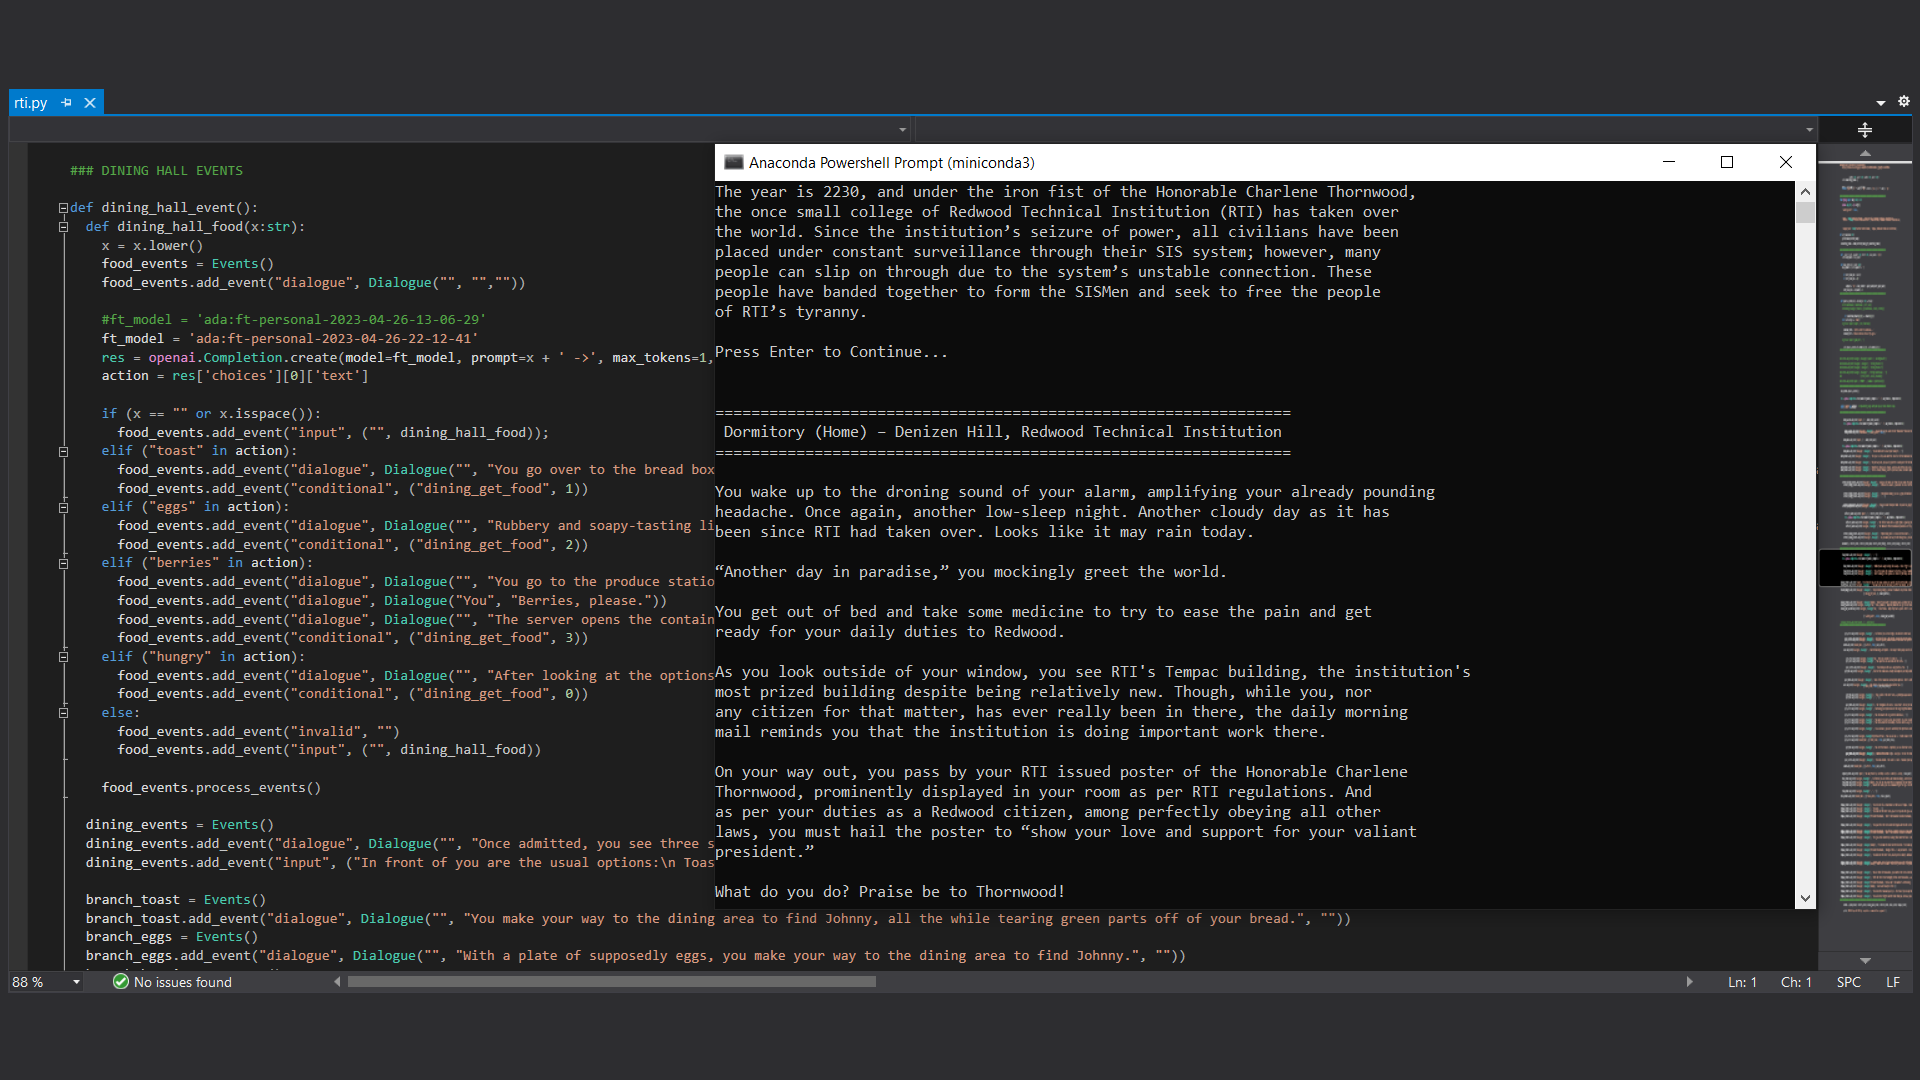 rti.py
### DINING HALL EVENTS
def dining_hall_event():
def dining_hall_food(x:str):
x = x.lower()
food_events = Events()
food_events.add_event("dialogue", Dialogue("", "",""))
#ft_model = 'ada:ft-personal-2023-04-26-13-06-29'
ft_model = 'ada:ft-personal-2023-04-26-22-12-41'
res = openai.Completion.create(model=ft_model, prompt=x + ' ->', max_tokens=1,
action = res['choices'][0]['text']
if (x == "" or x.isspace()):
food_events.add_event("input", ("", dining_hall_food));
elif ("toast" in action):
food_events.add_event("dialogue", Dialogue("", "You go over to the bread box
food_events.add_event("conditional", ("dining_get_food", 1))
elif ("eggs" in action):
food_events.add_event("dialogue", Dialogue("", "Rubbery and soapy-tasting li
food_events.add_event("conditional", ("dining_get_food", 2))
elif ("berries" in action):
food_events.add_event("dialogue", Dialogue("", "You go to the produce statio
food_events.add_event("dialogue", Dialogue("You", "Berries, please."))
food_events.add_event("dialogue", Dialogue("", "The server opens the contain
food_events.add_event("conditional", ("dining_get_food", 3))
elif ("hungry" in action):
food_events.add_event("dialogue", Dialogue("", "After looking at the options
food_events.add_event("conditional", ("dining_get_food", 0))
else:
food_events.add_event("invalid", "")
food_events.add_event("input", ("", dining_hall_food))
food_events.process_events()
dining_events = Events()
dining_events.add_event("dialogue", Dialogue("", "Once admitted, you see three s
dining_events.add_event("input", ("In front of you are the usual options:\n Toas
branch_toast = Events()
branch_toast.add_event("dialogue", Dialogue("", "You make your way to the dining area to find Johnny, all the while tearing green parts off of your bread.", ""))
branch_eggs = Events()
branch_eggs.add_event("dialogue", Dialogue("", "With a plate of supposedly eggs, you make your way to the dining area to find Johnny.", ""))
Anaconda Powershell Prompt (miniconda3)
The year is 2230, and under the iron fist of the Honorable Charlene Thornwood,
the once small college of Redwood Technical Institution (RTI) has taken over
the world. Since the institution’s seizure of power, all civilians have been
placed under constant surveillance through their SIS system; however, many
people can slip on through due to the system’s unstable connection. These
people have banded together to form the SISMen and seek to free the people
of RTI’s tyranny.
Press Enter to Continue...
================================================================
Dormitory (Home) – Denizen Hill, Redwood Technical Institution
================================================================
You wake up to the droning sound of your alarm, amplifying your already pounding
headache. Once again, another low-sleep night. Another cloudy day as it has
been since RTI had taken over. Looks like it may rain today.
“Another day in paradise,” you mockingly greet the world.
You get out of bed and take some medicine to try to ease the pain and get
ready for your daily duties to Redwood.
As you look outside of your window, you see RTI's Tempac building, the institution's
most prized building despite being relatively new. Though, while you, nor
any citizen for that matter, has ever really been in there, the daily morning
mail reminds you that the institution is doing important work there.
On your way out, you pass by your RTI issued poster of the Honorable Charlene
Thornwood, prominently displayed in your room as per RTI regulations. And
as per your duties as a Redwood citizen, among perfectly obeying all other
laws, you must hail the poster to “show your love and support for your valiant
president.”
What do you do? Praise be to Thornwood!
88 %
No issues found
Ln: 1
Ch: 1
SPC
LF